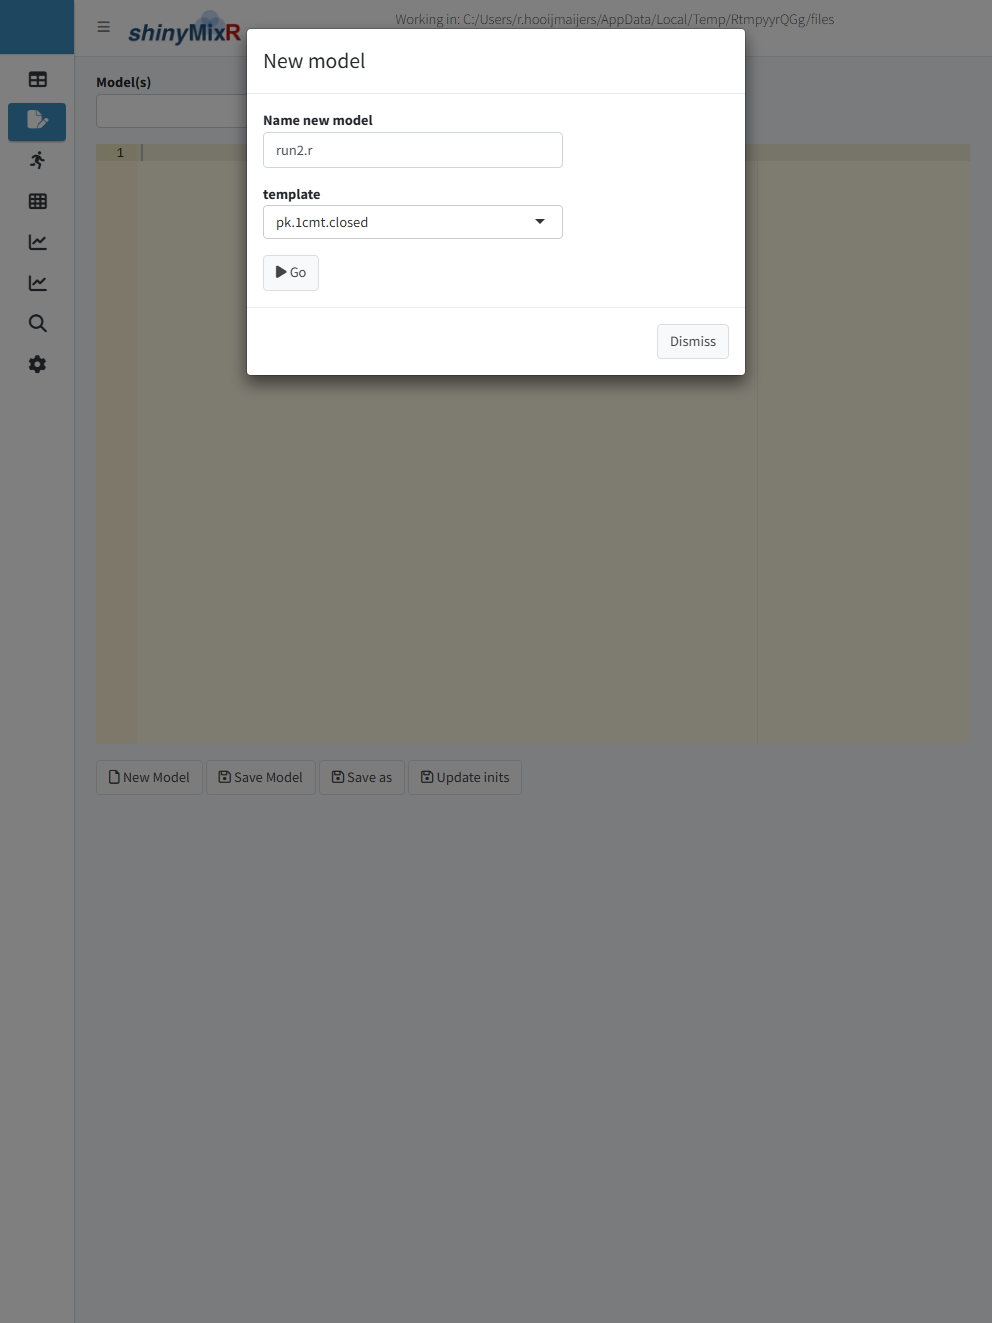 shinyMixR
Working in: C:/Users/r.hooijmaijers/AppData/Local/Temp/RtmpyyrQGg/files
Model(s)
1
New model
Name new model
run2.r
template
pk.1cmt.closed
Go
Dismiss
New Model Save Model Save as Update inits